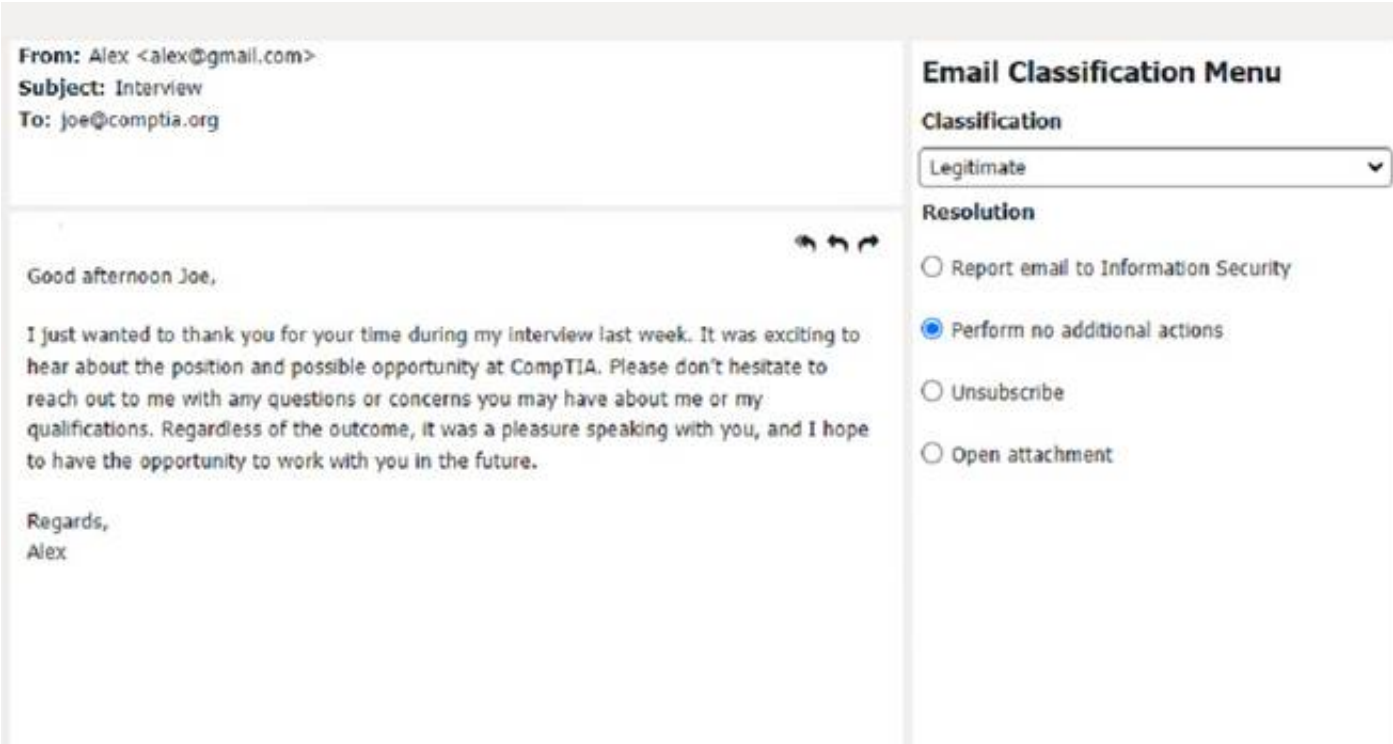 From: Alex <alex@gmail.com>
Subject: Interview
To: joe@comptia.org
Good afternoon Joe,
I just wanted to thank you for your time during my interview last week. It was exciting to
hear about the position and possible opportunity at CompTIA. Please don't hesitate to
reach out to me with any questions or concerns you may have about me or my
qualifications. Regardless of the outcome, it was a pleasure speaking with you, and I hope
to have the opportunity to work with you in the future.
Regards,
Alex
Email Classification Menu
Classification
Legitimate
Resolution
Report email to Information Security
Perform no additional actions
Unsubscribe
Open attachment